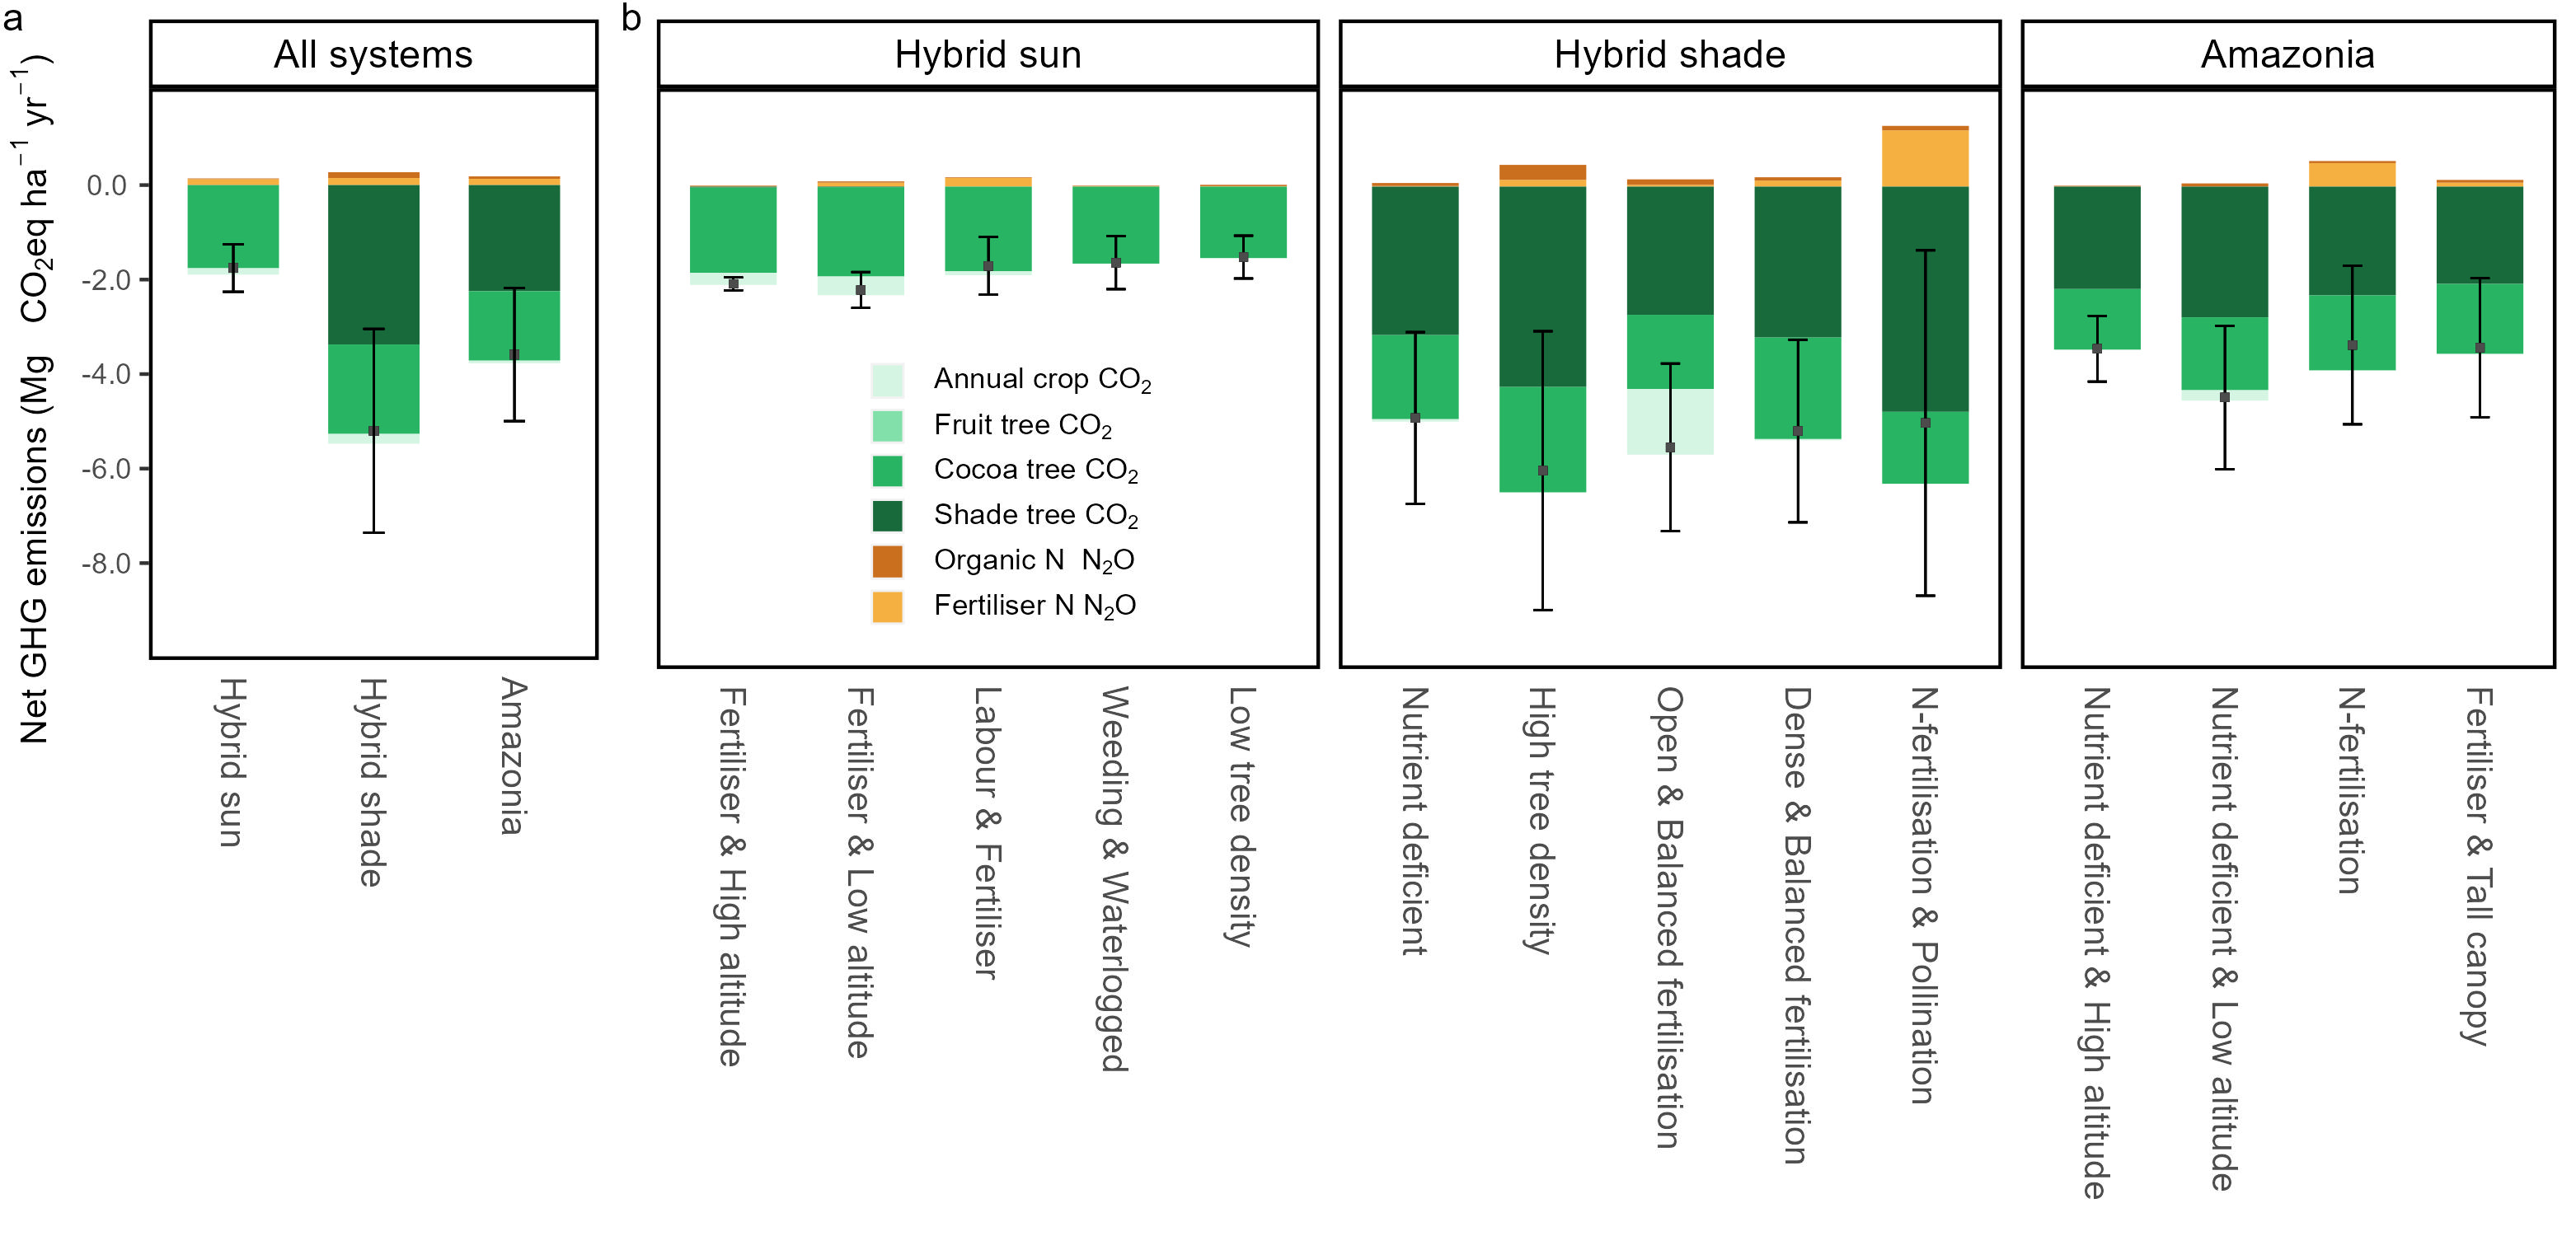 a
b
All systems
Hybrid sun
Hybrid shade
Amazonia
Net GHG emissions (Mg CO₂eq ha⁻¹ yr⁻¹)
0.0
-2.0
-4.0
-6.0
-8.0
Annual crop CO₂
Fruit tree CO₂
Cocoa tree CO₂
Shade tree CO₂
Organic N N₂O
Fertiliser N N₂O
Hybrid sun
Hybrid shade
Amazonia
Fertiliser & High altitude
Fertiliser & Low altitude
Labour & Fertiliser
Weeding & Waterlogged
Low tree density
Nutrient deficient
High tree density
Open & Balanced fertilisation
Dense & Balanced fertilisation
N-fertilisation & Pollination
Nutrient deficient & High altitude
Nutrient deficient & Low altitude
N-fertilisation
Fertiliser & Tall canopy